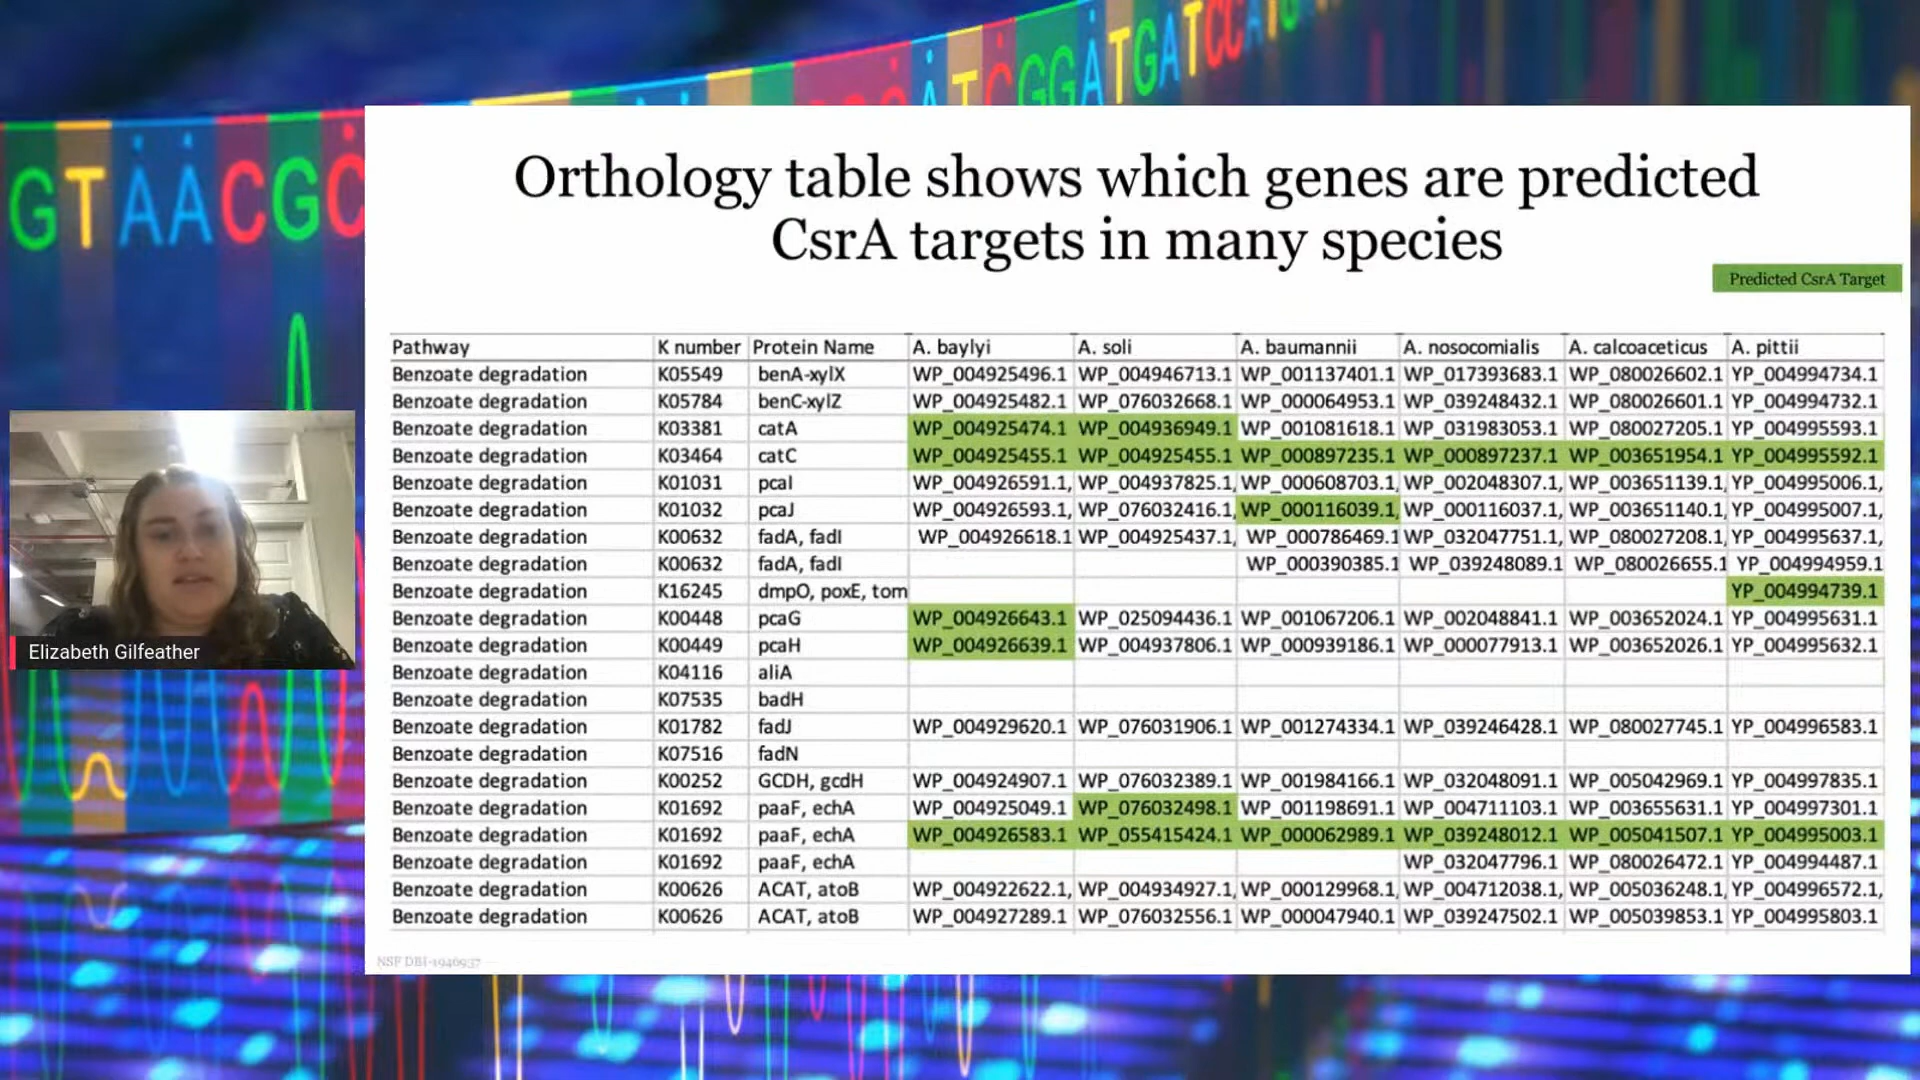 ATCGGATGATCCATG
GTAACGC
Orthology table shows which genes are predicted
CsrA targets in many species
Predicted CsrA Target
Pathway K number Protein Name A. baylyi A. soli A. baumannii A. nosocomialis A. calcoaceticus A. pittii
Benzoate degradation K05549 benA-xylX WP_004925496.1 WP_004946713.1 WP_001137401.1 WP_017393683.1 WP_080026602.1 YP_004994734.1
Benzoate degradation K05784 benC-xylZ WP_004925482.1 WP_076032668.1 WP_000064953.1 WP_039248432.1 WP_080026601.1 YP_004994732.1
Benzoate degradation K03381 catA WP_004925474.1 WP_004936949.1 WP_001081618.1 WP_031983053.1 WP_080027205.1 YP_004995593.1
Benzoate degradation K03464 catC WP_004925455.1 WP_004925455.1 WP_000897235.1 WP_000897237.1 WP_003651954.1 YP_004995592.1
Benzoate degradation K01031 pcaI WP_004926591.1, WP_004937825.1, WP_000608703.1, WP_002048307.1, WP_003651139.1, YP_004995006.1,
Benzoate degradation K01032 pcaJ WP_004926593.1, WP_076032416.1, WP_000116039.1, WP_000116037.1, WP_003651140.1, YP_004995007.1,
Benzoate degradation K00632 fadA, fadI WP_004926618.1 WP_004925437.1, WP_000786469.1 WP_032047751.1, WP_080027208.1, YP_004995637.1,
Benzoate degradation K00632 fadA, fadI WP_000390385.1 WP_039248089.1 WP_080026655.1 YP_004994959.1
Benzoate degradation K16245 dmpO, poxE, tom YP_004994739.1
Benzoate degradation K00448 pcaG WP_004926643.1 WP_025094436.1 WP_001067206.1 WP_002048841.1 WP_003652024.1 YP_004995631.1
Benzoate degradation K00449 pcaH WP_004926639.1 WP_004937806.1 WP_000939186.1 WP_000077913.1 WP_003652026.1 YP_004995632.1
Benzoate degradation K04116 aliA
Benzoate degradation K07535 badH
Benzoate degradation K01782 fadJ WP_004929620.1 WP_076031906.1 WP_001274334.1 WP_039246428.1 WP_080027745.1 YP_004996583.1
Benzoate degradation K07516 fadN
Benzoate degradation K00252 GCDH, gcdH WP_004924907.1 WP_076032389.1 WP_001984166.1 WP_032048091.1 WP_005042969.1 YP_004997835.1
Benzoate degradation K01692 paaF, echA WP_004925049.1 WP_076032498.1 WP_001198691.1 WP_004711103.1 WP_003655631.1 YP_004997301.1
Benzoate degradation K01692 paaF, echA WP_004926583.1 WP_055415424.1 WP_000062989.1 WP_039248012.1 WP_005041507.1 YP_004995003.1
Benzoate degradation K01692 paaF, echA WP_032047796.1 WP_080026472.1 YP_004994487.1
Benzoate degradation K00626 ACAT, atoB WP_004922622.1, WP_004934927.1, WP_000129968.1, WP_004712038.1, WP_005036248.1, YP_004996572.1,
Benzoate degradation K00626 ACAT, atoB WP_004927289.1 WP_076032556.1 WP_000047940.1 WP_039247502.1 WP_005039853.1 YP_004995803.1
Elizabeth Gilfeather
NSF DBI-1946937